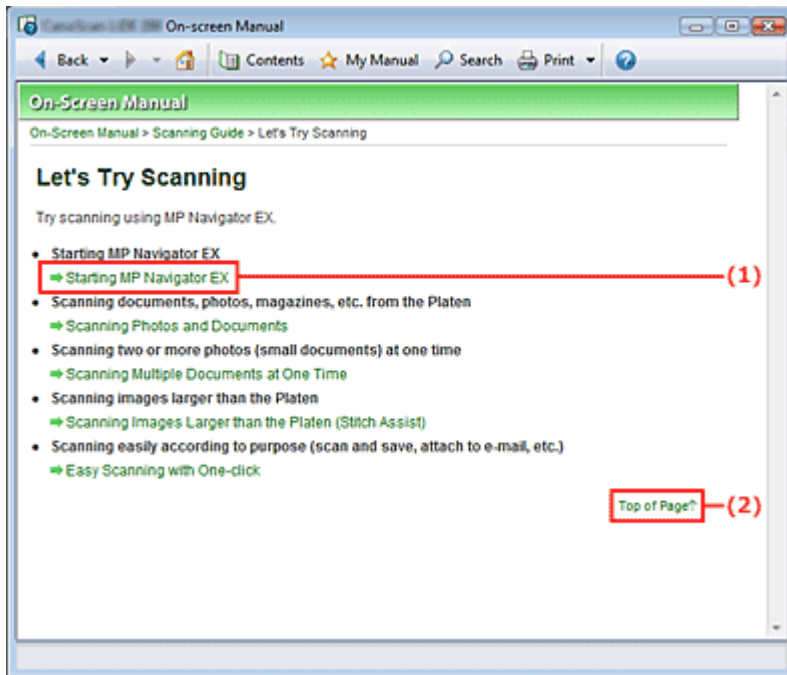 On-screen Manual
Back Contents My Manual Search Print
On-Screen Manual
On-Screen Manual > Scanning Guide > Let's Try Scanning
Let's Try Scanning
Try scanning using MP Navigator EX.
Starting MP Navigator EX
Starting MP Navigator EX (1)
Scanning documents, photos, magazines, etc. from the Platen
Scanning Photos and Documents
Scanning two or more photos (small documents) at one time
Scanning Multiple Documents at One Time
Scanning images larger than the Platen
Scanning Images Larger than the Platen (Stitch Assist)
Scanning easily according to purpose (scan and save, attach to e-mail, etc.)
Easy Scanning with One-click
Top of Page (2)